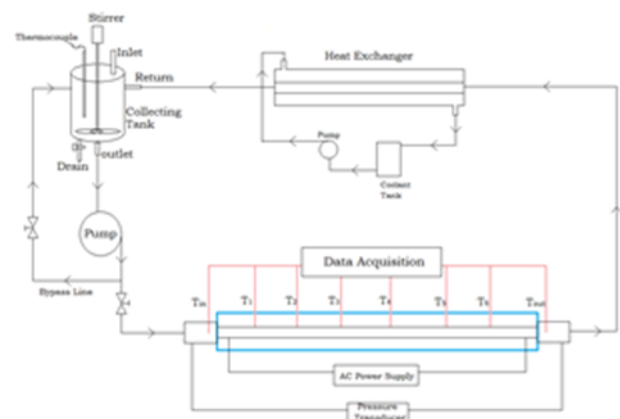 Stirrer
Thermocouple
Inlet
Return
Collecting
Tank
Drain
outlet
Pump
Bypass Line
Heat Exchanger
Pump
Coolant
Tank
Data Acquisition
Tin
T1
T2
T3
T4
T5
T6
Tout
AC Power Supply
Pressure
Transducer